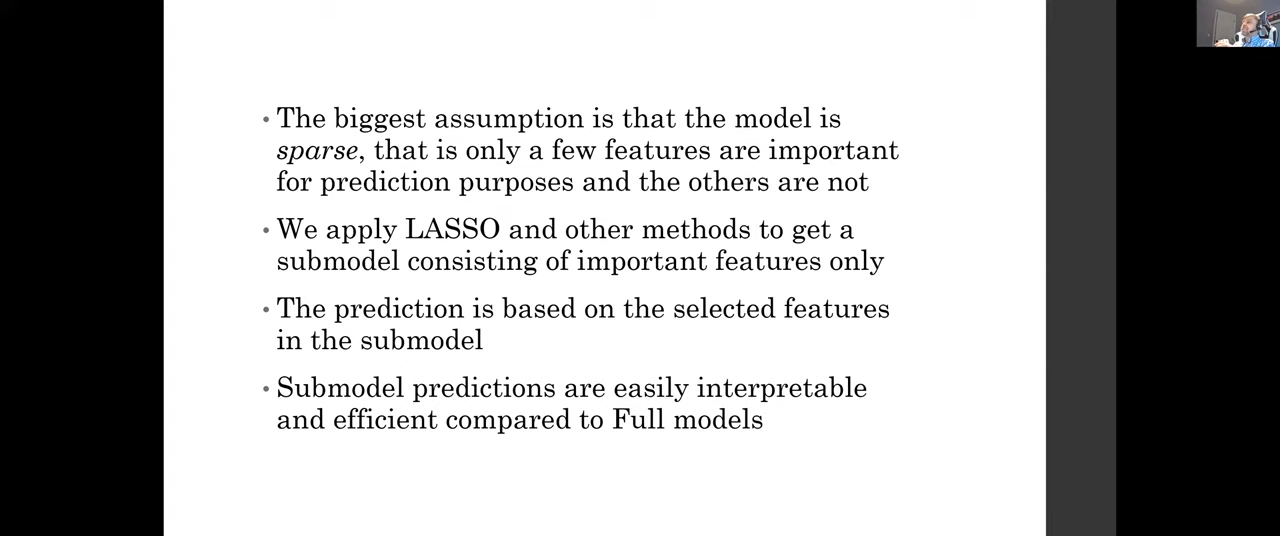 • The biggest assumption is that the model is
sparse, that is only a few features are important
for prediction purposes and the others are not
• We apply LASSO and other methods to get a
submodel consisting of important features only
• The prediction is based on the selected features
in the submodel
• Submodel predictions are easily interpretable
and efficient compared to Full models